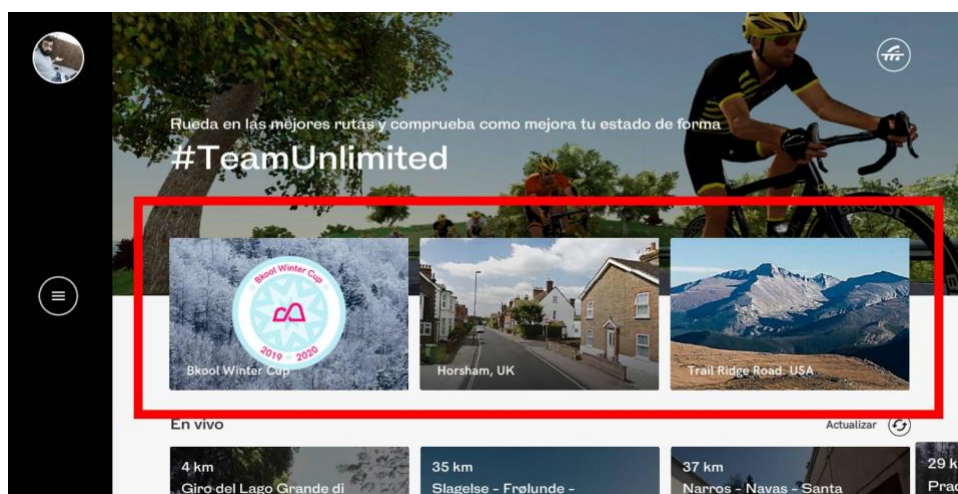 Rueda en las mejores rutas y comprueba como mejora tu estado de forma
#TeamUnlimited
Bkool Winter Cup
2019 2020
Bkool Winter Cup
Horsham, UK
Trail Ridge Road. USA
En vivo
Actualizar
4 km
Giro del Lago Grande di
35 km
Slagelse - Frølunde -
37 km
Narros - Navas - Santa
29 k
Prac